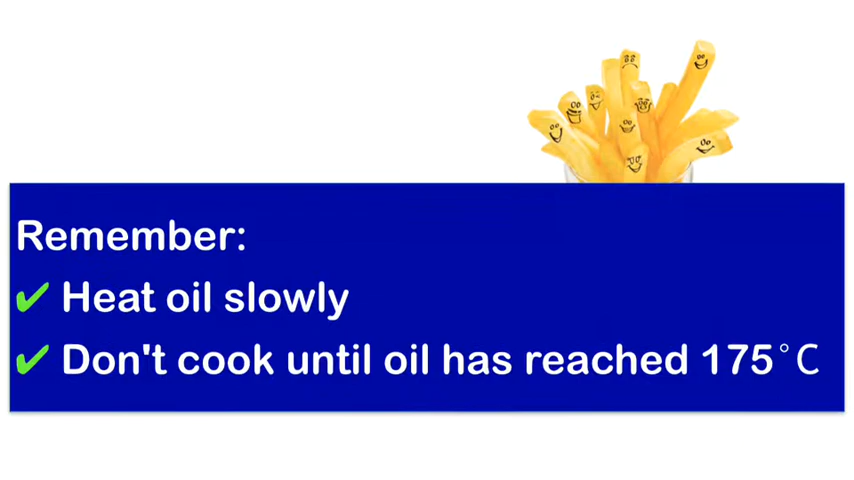 Remember:
✔ Heat oil slowly
✔ Don't cook until oil has reached 175°C